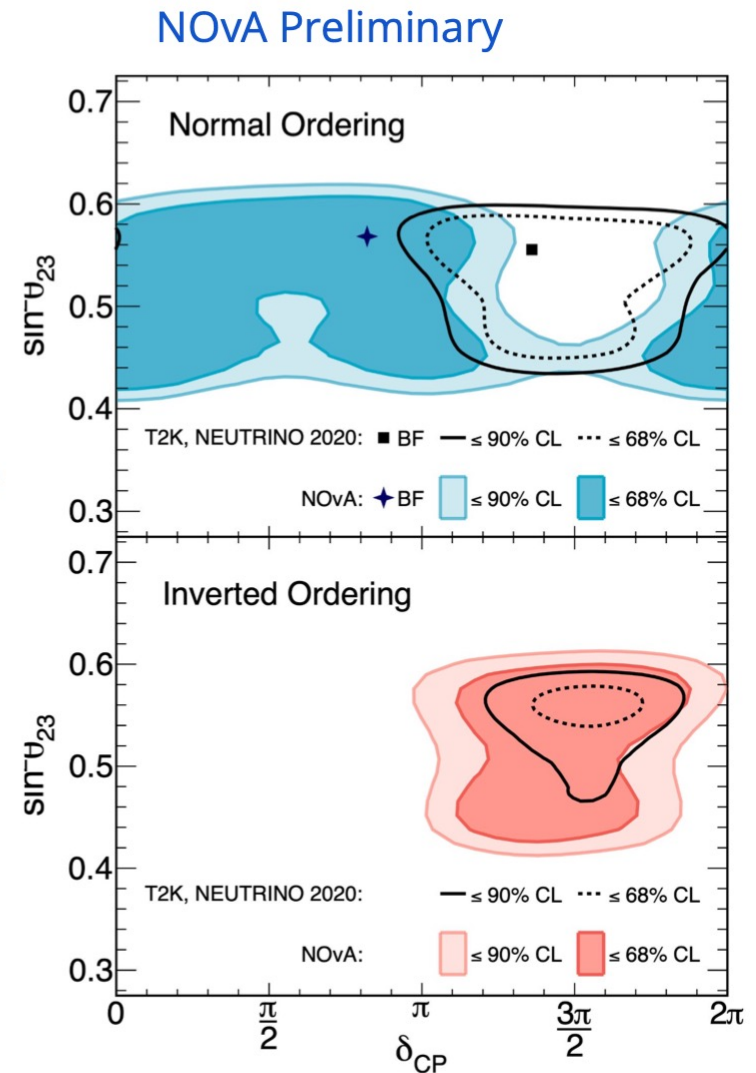 NOvA Preliminary
Normal Ordering
0.7
0.6
0.5
0.4
0.3
T2K, NEUTRINO 2020: BF ≤ 90% CL ≤ 68% CL
NOvA: BF ≤ 90% CL ≤ 68% CL
Inverted Ordering
0.7
0.6
0.5
0.4
0.3
T2K, NEUTRINO 2020: ≤ 90% CL ≤ 68% CL
NOvA: ≤ 90% CL ≤ 68% CL
0 π/2 π 3π/2 2π
δCP